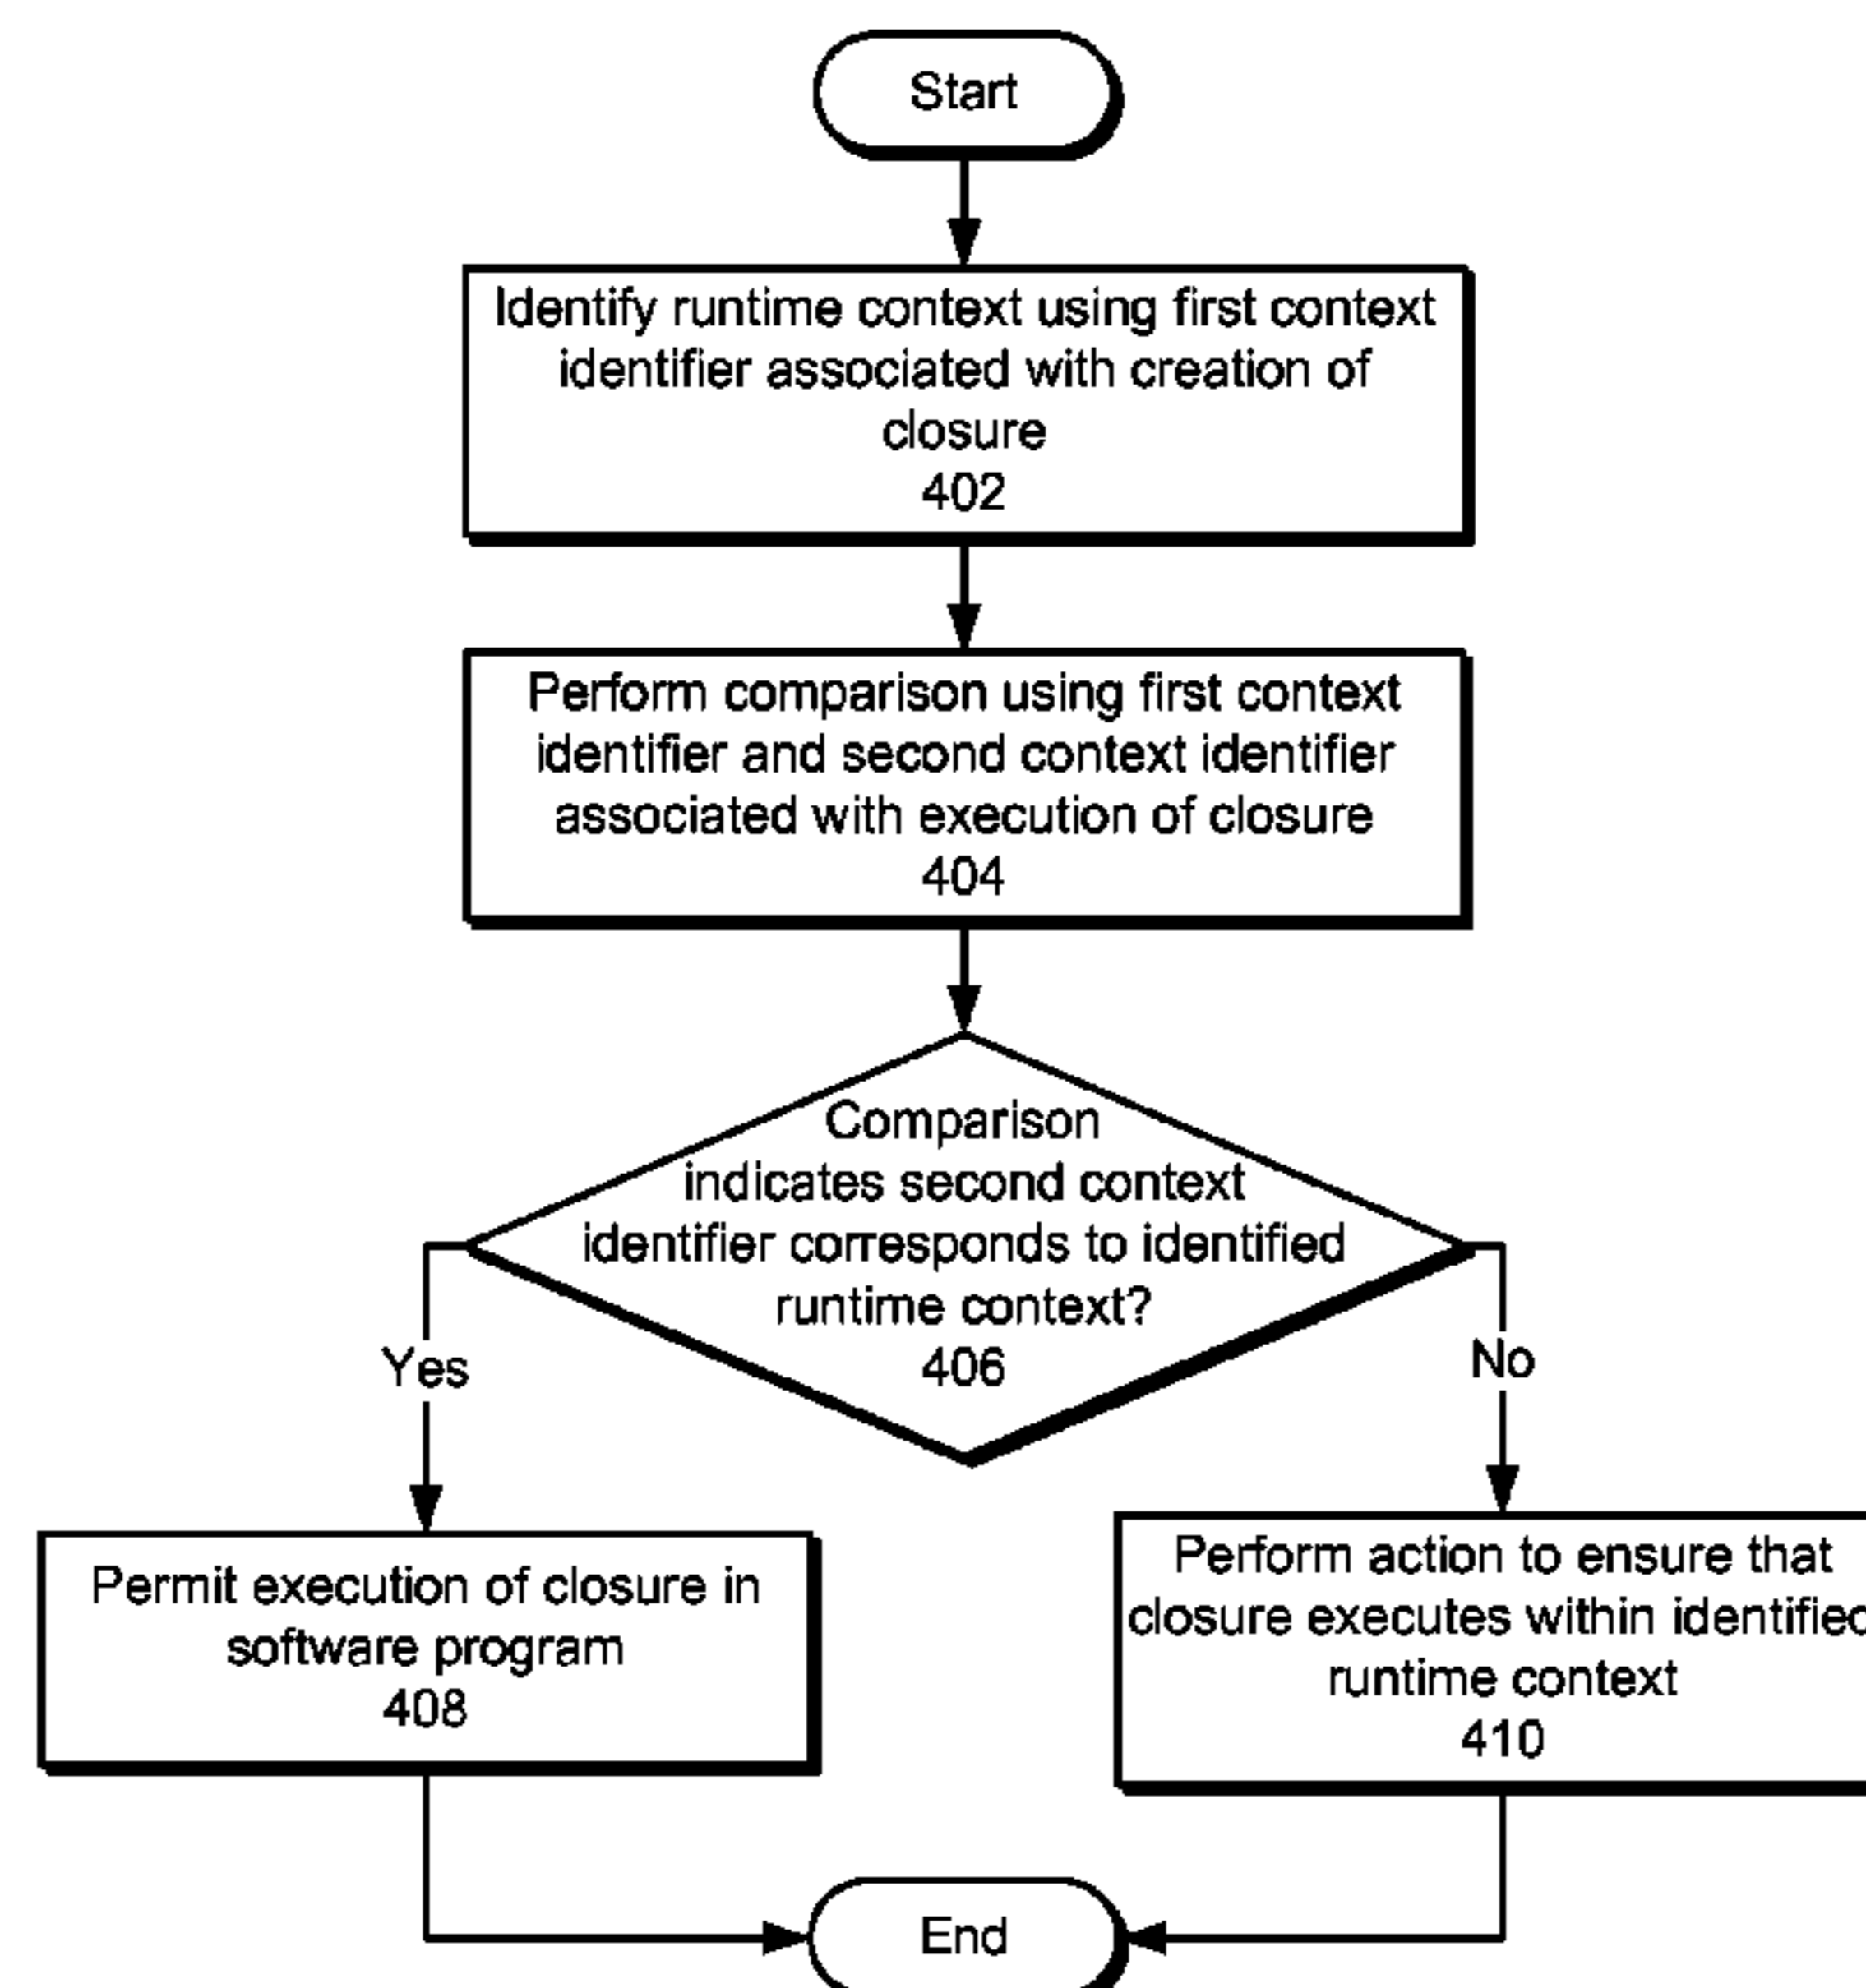 Start
Identify runtime context using first context
identifier associated with creation of
closure
402
Perform comparison using first context
identifier and second context identifier
associated with execution of closure
404
Comparison
indicates second context
identifier corresponds to identified
runtime context?
406
Yes
No
Permit execution of closure in
software program
408
Perform action to ensure that
closure executes within identified
runtime context
410
End